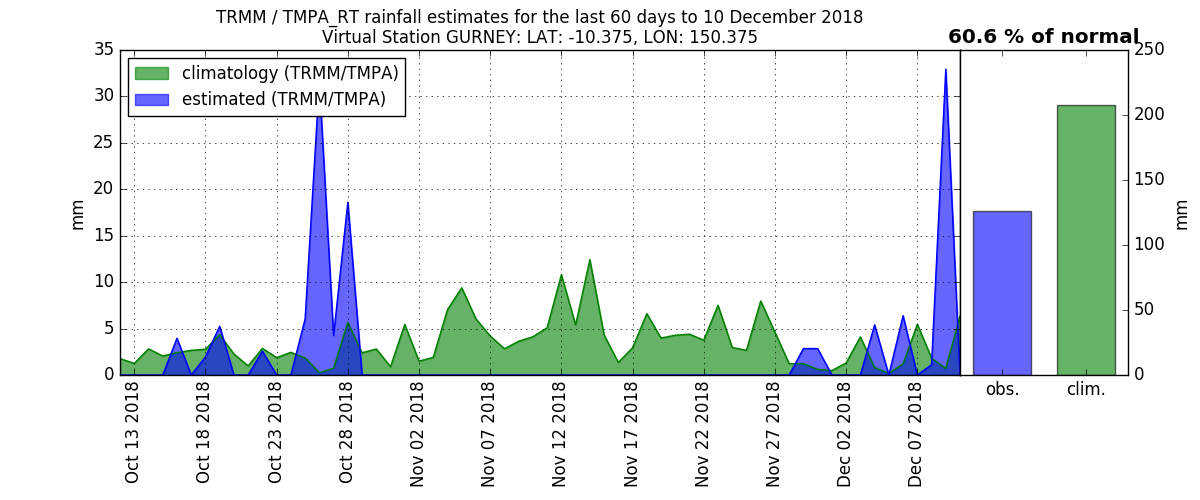 TRMM / TMPA_RT rainfall estimates for the last 60 days to 10 December 2018
Virtual Station GURNEY: LAT: -10.375, LON: 150.375
60.6 % of normal
climatology (TRMM/TMPA)
estimated (TRMM/TMPA)
mm
35
30
25
20
15
10
5
0
Oct 13 2018
Oct 18 2018
Oct 23 2018
Oct 28 2018
Nov 02 2018
Nov 07 2018
Nov 12 2018
Nov 17 2018
Nov 22 2018
Nov 27 2018
Dec 02 2018
Dec 07 2018
250
200
150
100
50
0
mm
obs.
clim.